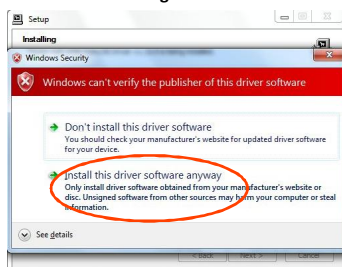 Setup
Installing
Windows Security
Windows can't verify the publisher of this driver software
Don't install this driver software
You should check your manufacturer's website for updated driver software
for your device.
Install this driver software anyway
Only install driver software obtained from your manufacturer's website or
disc. Unsigned software from other sources may harm your computer or steal
information.
See details
< Back Next > Cancel